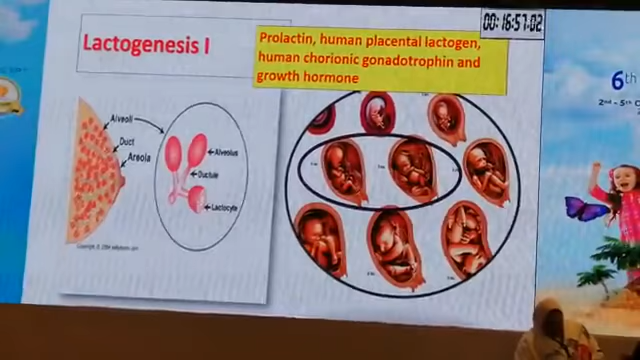 00:16:57:02
Lactogenesis I
Prolactin, human placental lactogen,
human chorionic gonadotrophin and
growth hormone
6th
Alveoli
Duct
Areola
Alveolus
Ductule
Lactocyte